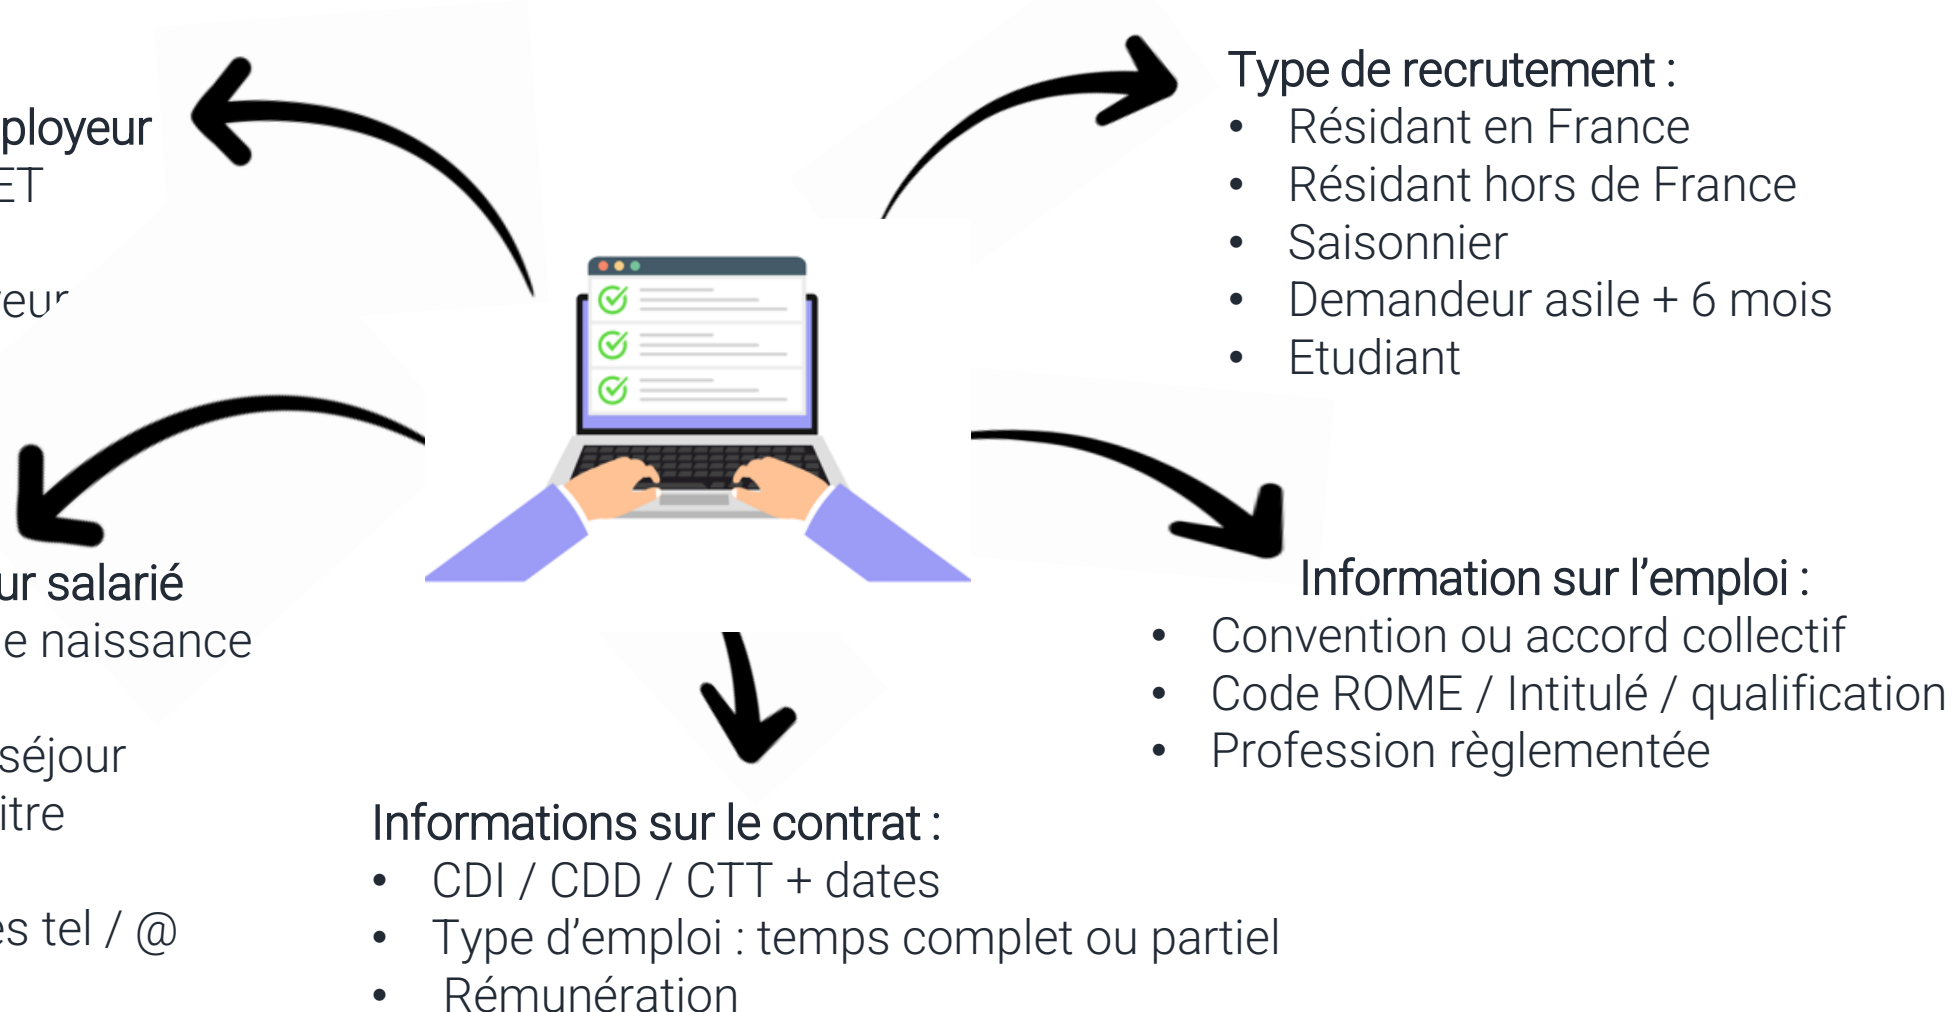 ployeur
ET
eur
Type de recrutement :
• Résidant en France
• Résidant hors de France
• Saisonnier
• Demandeur asile + 6 mois
• Etudiant
ur salarié
e naissance
séjour
itre
es tel / @
Information sur l’emploi :
• Convention ou accord collectif
• Code ROME / Intitulé / qualification
• Profession règlementée
Informations sur le contrat :
• CDI / CDD / CTT + dates
• Type d’emploi : temps complet ou partiel
• Rémunération